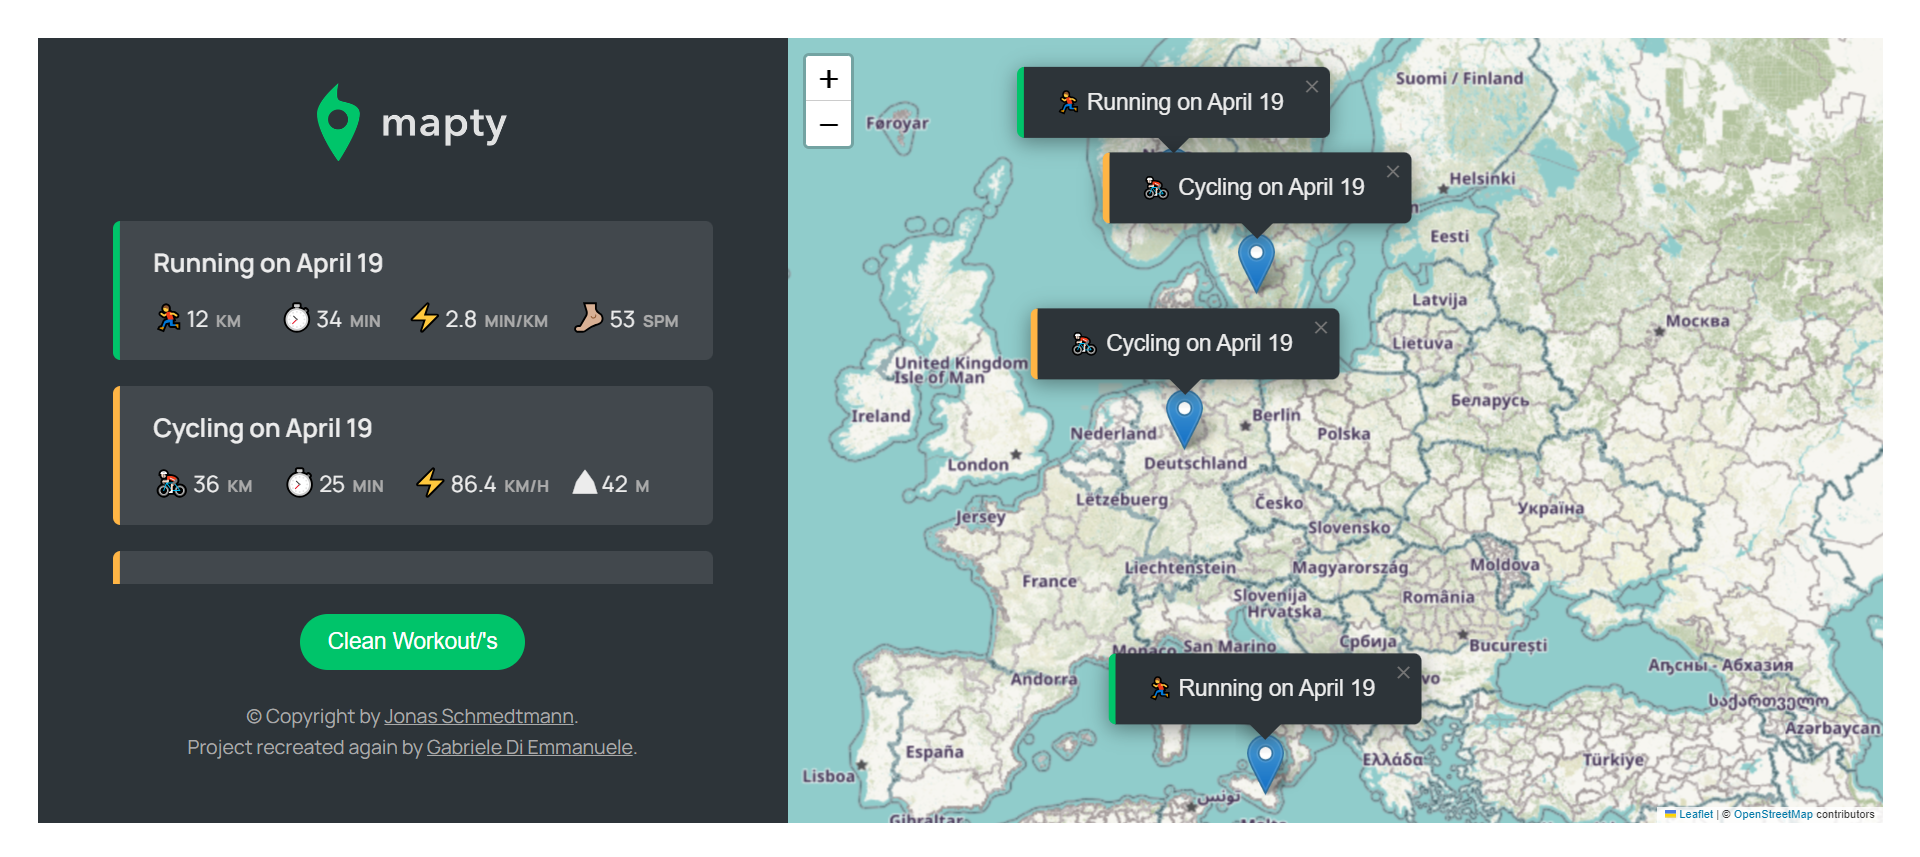 mapty
Running on April 19
12 KM 34 MIN 2.8 MIN/KM 53 SPM
Cycling on April 19
36 KM 25 MIN 86.4 KM/H 42 M
Clean Workout/'s
© Copyright by Jonas Schmedtmann.
Project recreated again by Gabriele Di Emmanuele.
+
−
Running on April 19
×
Cycling on April 19
×
Cycling on April 19
×
Running on April 19
×
Suomi / Finland
Føroyar
Helsinki
Eesti
Latvija
Москва
Lietuva
United Kingdom
Isle of Man
Беларусь
Ireland
Berlin
Nederland
Polska
London
Deutschland
Lëtzebuerg
Česko
Україна
Jersey
Slovensko
Liechtenstein
Magyarország
Moldova
France
Slovenija
Hrvatska
România
Monaco
San Marino
Србија
București
Аҧсны - Абхазия
Andorra
vo
საქართველო
Azərbaycan
España
Ελλάδα
Türkiye
Lisboa
تونس
Gibraltar
Malta
Leaflet | © OpenStreetMap contributors